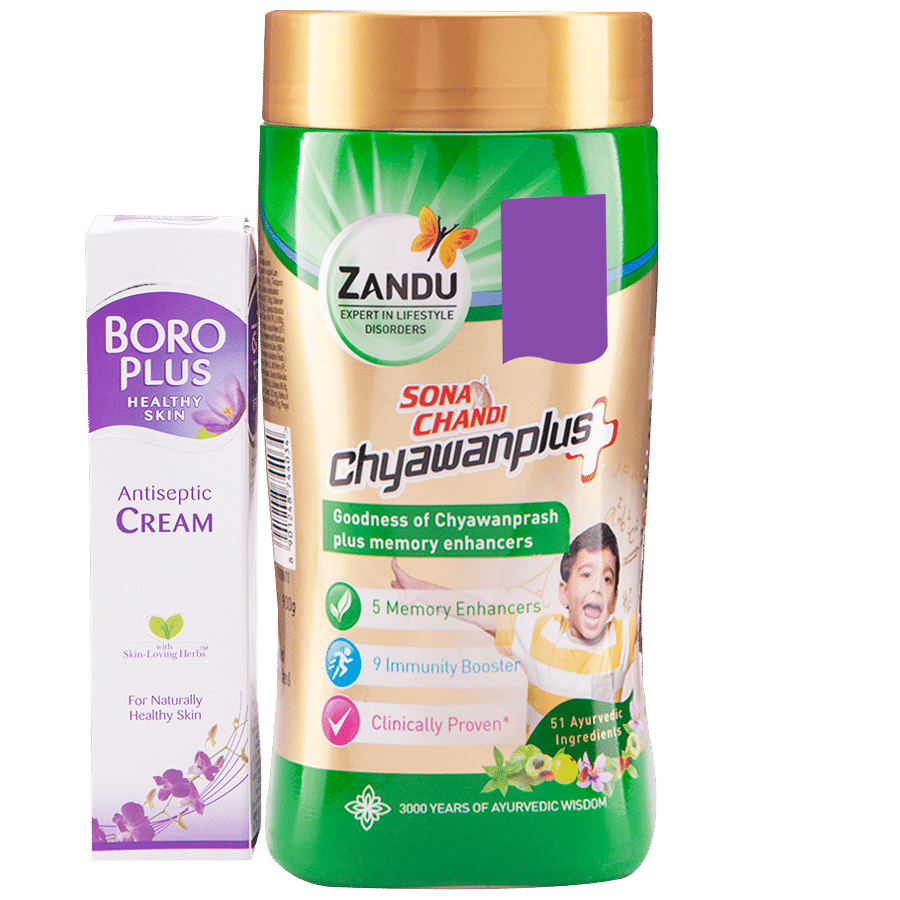 BORO
PLUS
HEALTHY
SKIN
Antiseptic
CREAM
with
Skin-Loving Herbs™
For Naturally
Healthy Skin
ZANDU
EXPERT IN LIFESTYLE
DISORDERS
SONA
CHANDI
Chyawanplus+
Goodness of Chyawanprash
plus memory enhancers
5 Memory Enhancers
9 Immunity Booster
Clinically Proven*
51 Ayurvedic
Ingredients
3000 YEARS OF AYURVEDIC WISDOM
900g